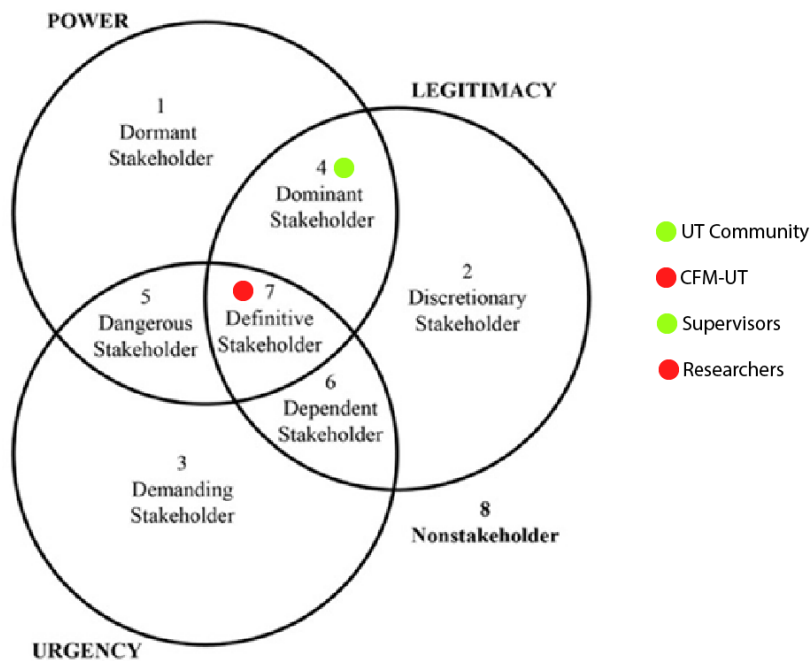 POWER
LEGITIMACY
1
Dormant
Stakeholder
4
Dominant
Stakeholder
2
Discretionary
Stakeholder
5
Dangerous
Stakeholder
7
Definitive
Stakeholder
6
Dependent
Stakeholder
3
Demanding
Stakeholder
8
Nonstakeholder
URGENCY
UT Community
CFM-UT
Supervisors
Researchers